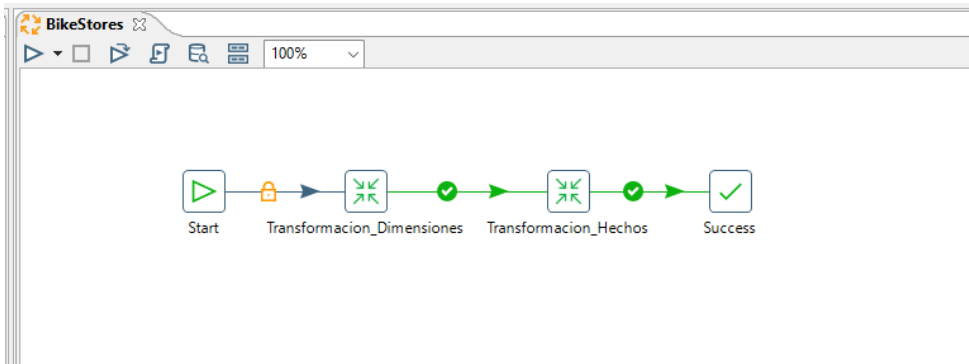 BikeStores
100%
Start
Transformacion_Dimensiones
Transformacion_Hechos
Success